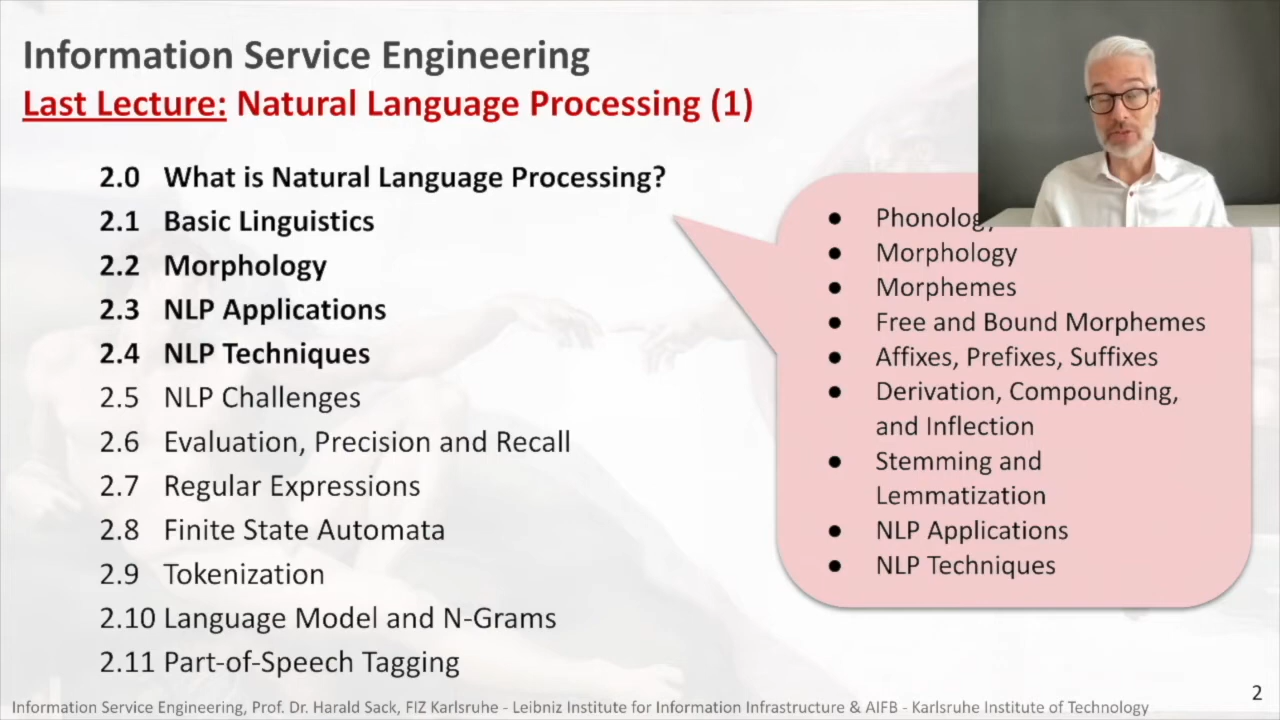 Information Service Engineering
Last Lecture: Natural Language Processing (1)
2.0 What is Natural Language Processing?
2.1 Basic Linguistics
2.2 Morphology
2.3 NLP Applications
2.4 NLP Techniques
2.5 NLP Challenges
2.6 Evaluation, Precision and Recall
2.7 Regular Expressions
2.8 Finite State Automata
2.9 Tokenization
2.10 Language Model and N-Grams
2.11 Part-of-Speech Tagging
● Phonology
● Morphology
● Morphemes
● Free and Bound Morphemes
● Affixes, Prefixes, Suffixes
● Derivation, Compounding,
and Inflection
● Stemming and
Lemmatization
● NLP Applications
● NLP Techniques
2
Information Service Engineering, Prof. Dr. Harald Sack, FIZ Karlsruhe - Leibniz Institute for Information Infrastructure & AIFB - Karlsruhe Institute of Technology